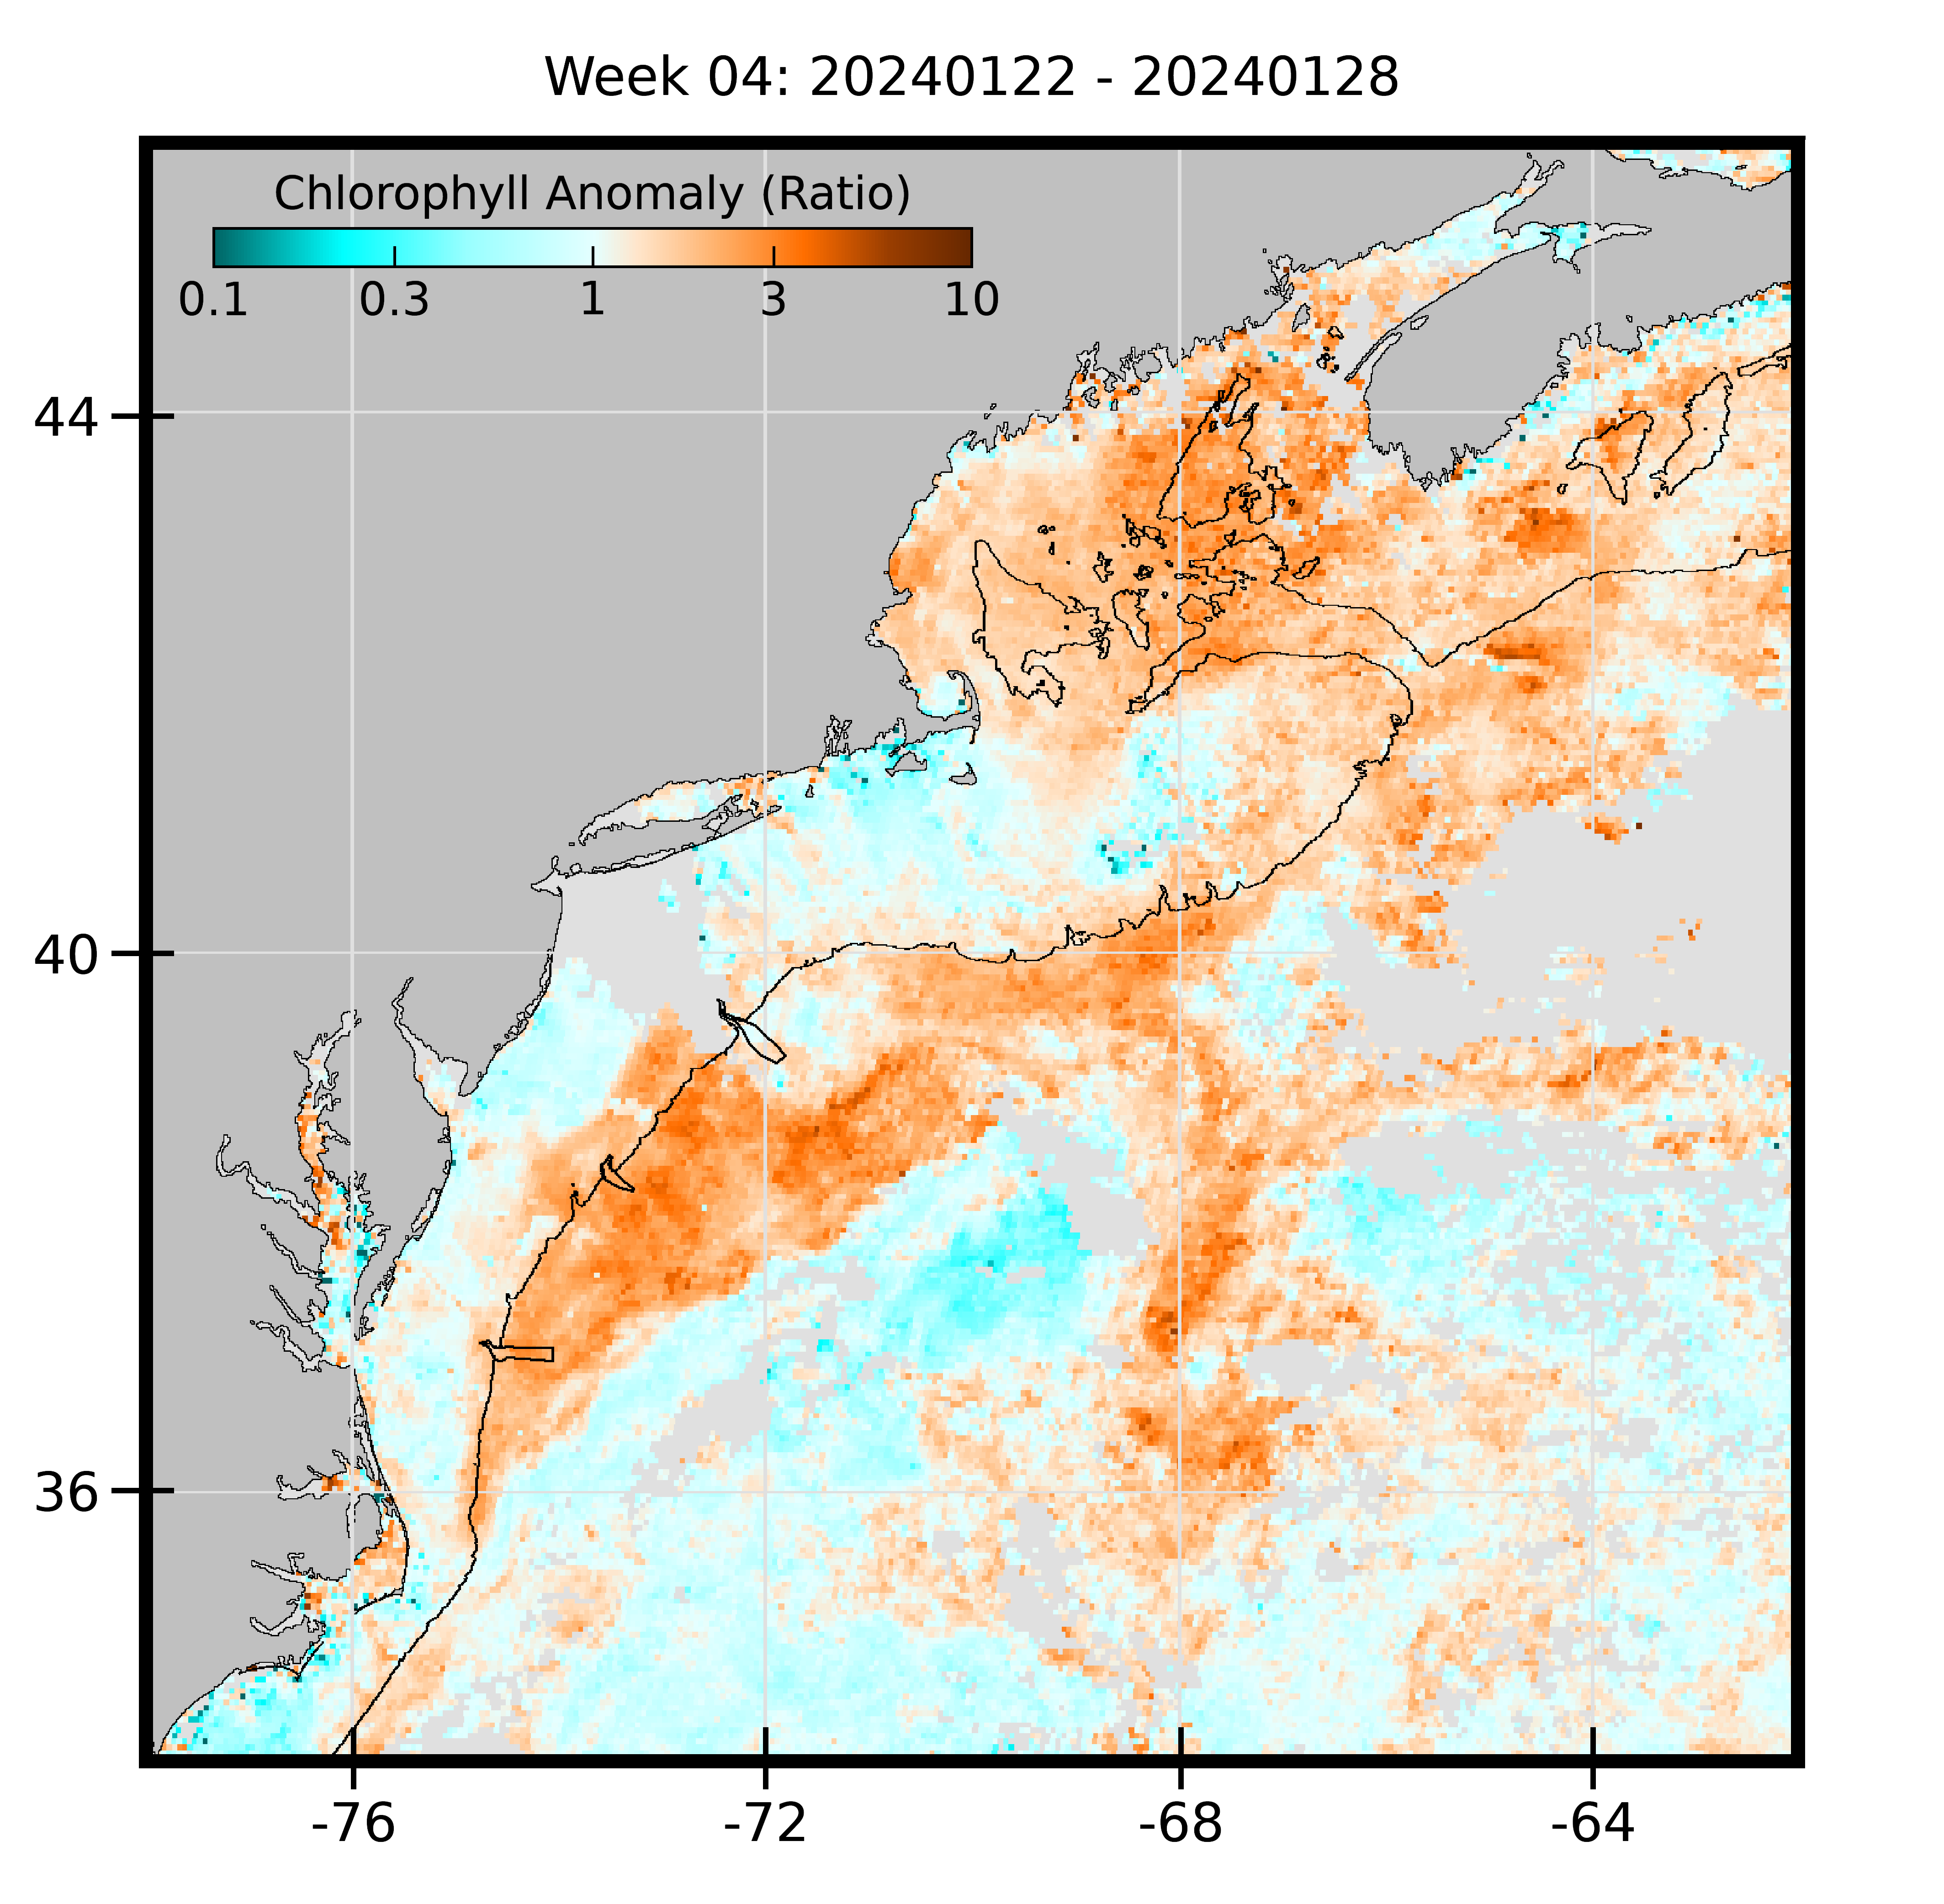 Week 04: 20240122 - 20240128
Chlorophyll Anomaly (Ratio)
0.1 0.3 1 3 10
44
40
36
-76 -72 -68 -64